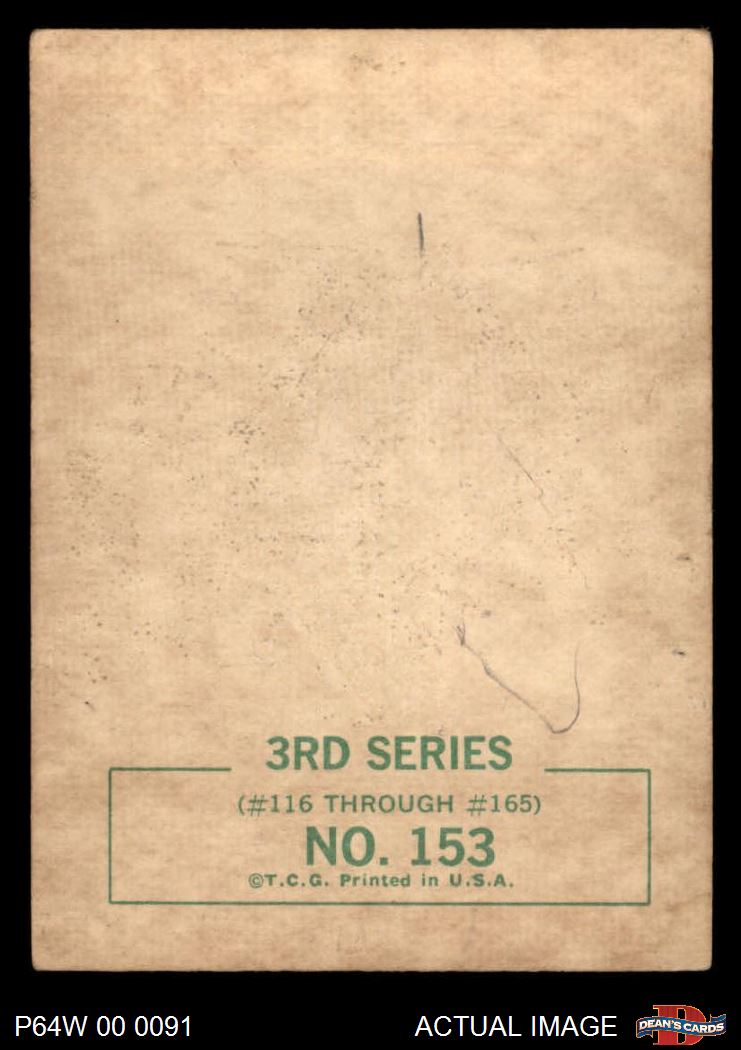 3RD SERIES
(#116 THROUGH #165)
NO. 153
©T.C.G. Printed in U.S.A.
P64W 00 0091
ACTUAL IMAGE
D
DEAN'S CARDS